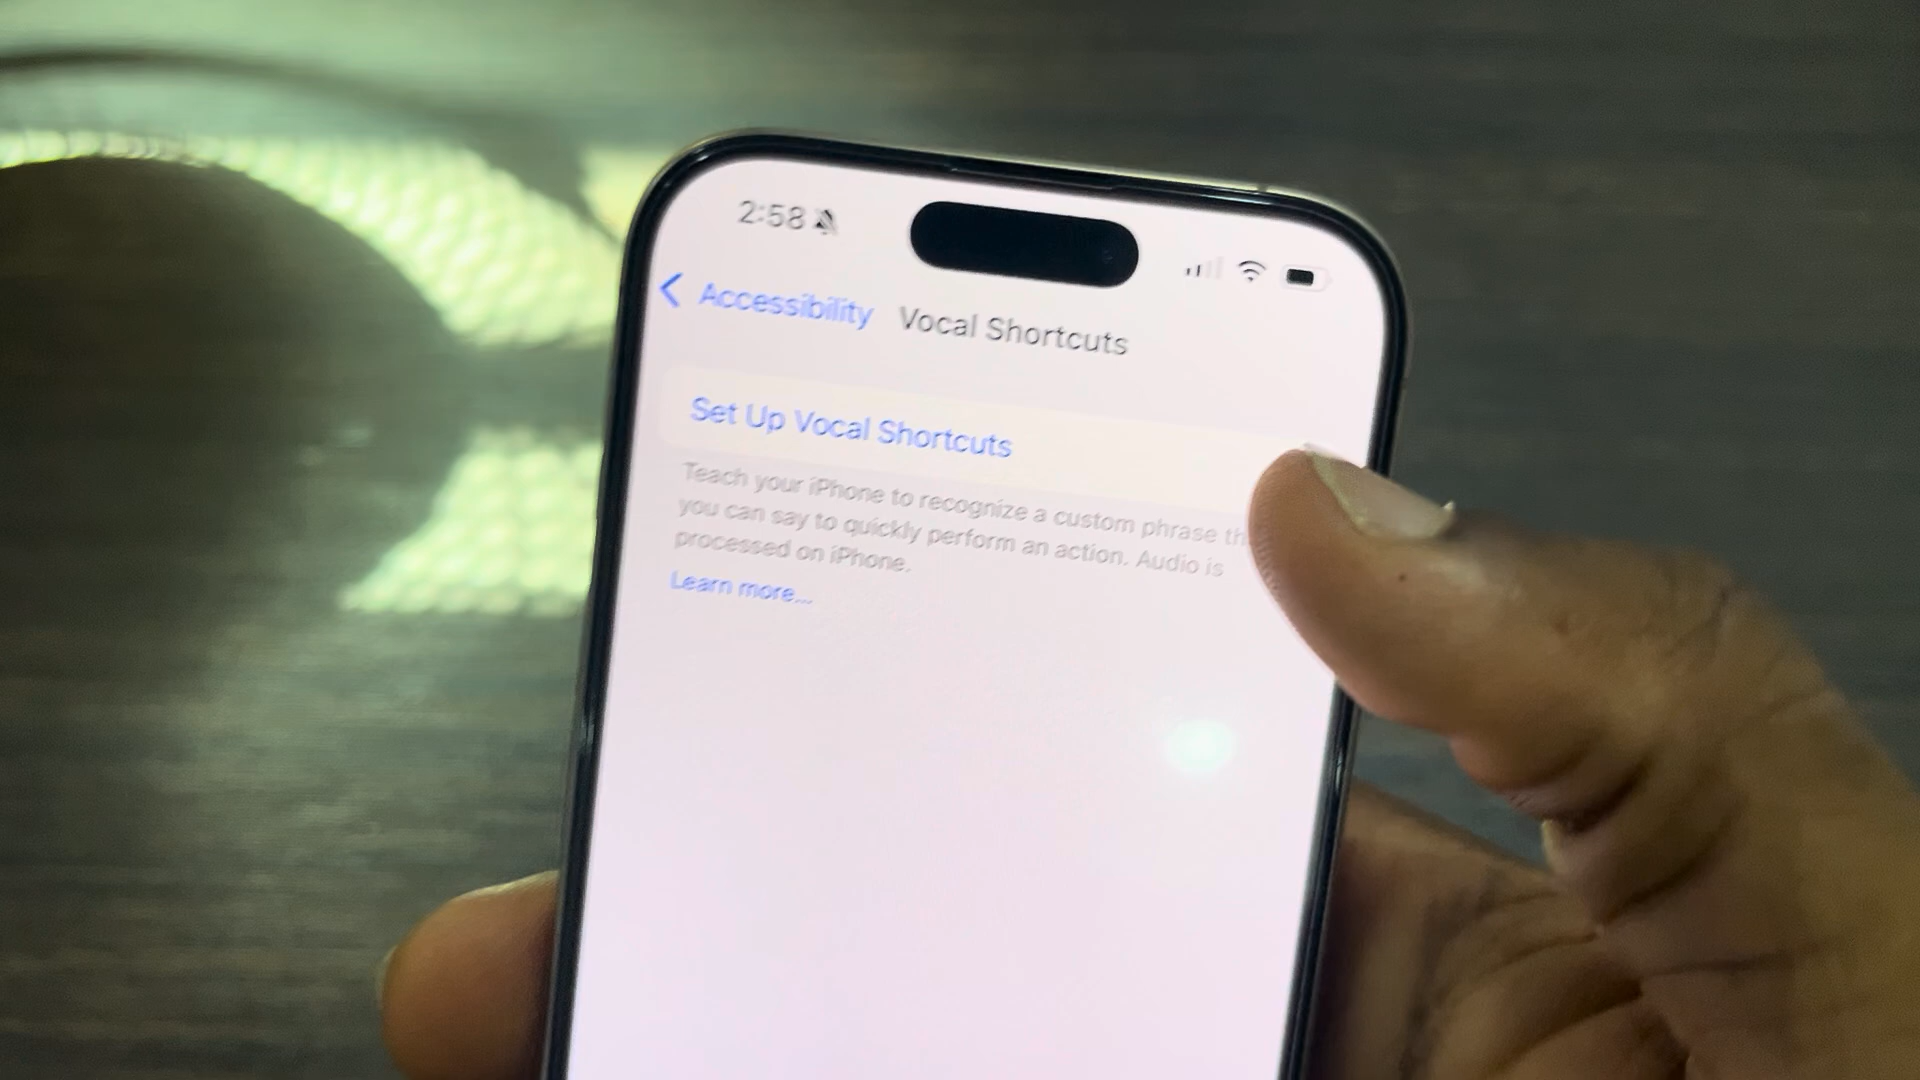 2:58
Accessibility Vocal Shortcuts
Set Up Vocal Shortcuts
Teach your iPhone to recognize a custom phrase th
you can say to quickly perform an action. Audio is
processed on iPhone.
Learn more...